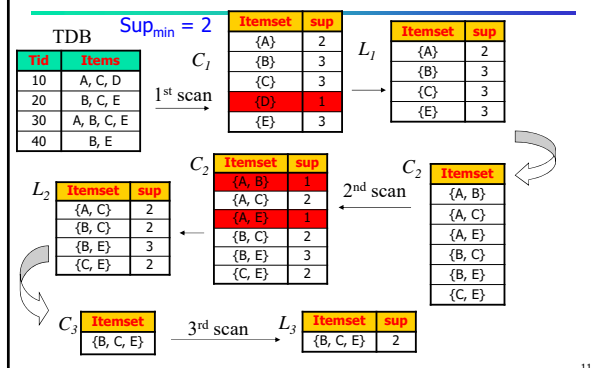 Sup_min = 2
TDB
Tid Items
10 A, C, D
20 B, C, E
30 A, B, C, E
40 B, E
1st scan
C1
Itemset sup
{A} 2
{B} 3
{C} 3
{D} 1
{E} 3
L1
Itemset sup
{A} 2
{B} 3
{C} 3
{E} 3
C2
Itemset
{A, B}
{A, C}
{A, E}
{B, C}
{B, E}
{C, E}
2nd scan
C2
Itemset sup
{A, B} 1
{A, C} 2
{A, E} 1
{B, C} 2
{B, E} 3
{C, E} 2
L2
Itemset sup
{A, C} 2
{B, C} 2
{B, E} 3
{C, E} 2
C3
Itemset
{B, C, E}
3rd scan
L3
Itemset sup
{B, C, E} 2
11